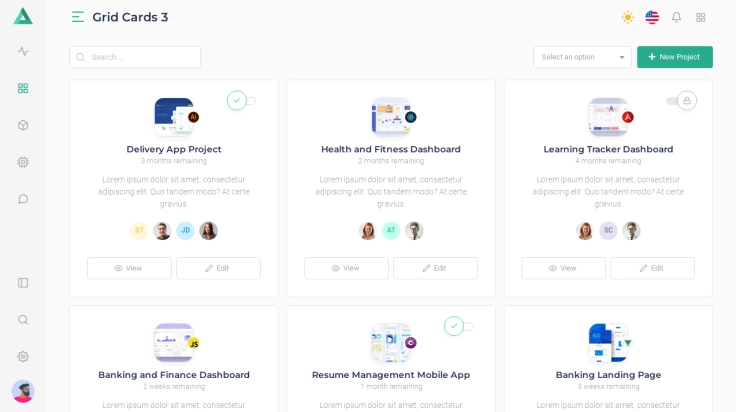 Grid Cards 3
Search...
Select an option
New Project
Ai
Delivery App Project
3 months remaining
Lorem ipsum dolor sit amet, consectetur
adipiscing elit. Quo tandem modo? At certe
gravius.
BT
JD
View
Edit
Health and Fitness Dashboard
2 months remaining
Lorem ipsum dolor sit amet, consectetur
adipiscing elit. Quo tandem modo? At certe
gravius.
AT
View
Edit
Learning Tracker Dashboard
4 months remaining
Lorem ipsum dolor sit amet, consectetur
adipiscing elit. Quo tandem modo? At certe
gravius.
SC
View
Edit
JS
Banking and Finance Dashboard
2 weeks remaining
Lorem ipsum dolor sit amet, consectetur
Resume Management Mobile App
1 month remaining
Lorem ipsum dolor sit amet, consectetur
Banking Landing Page
3 weeks remaining
Lorem ipsum dolor sit amet, consectetur